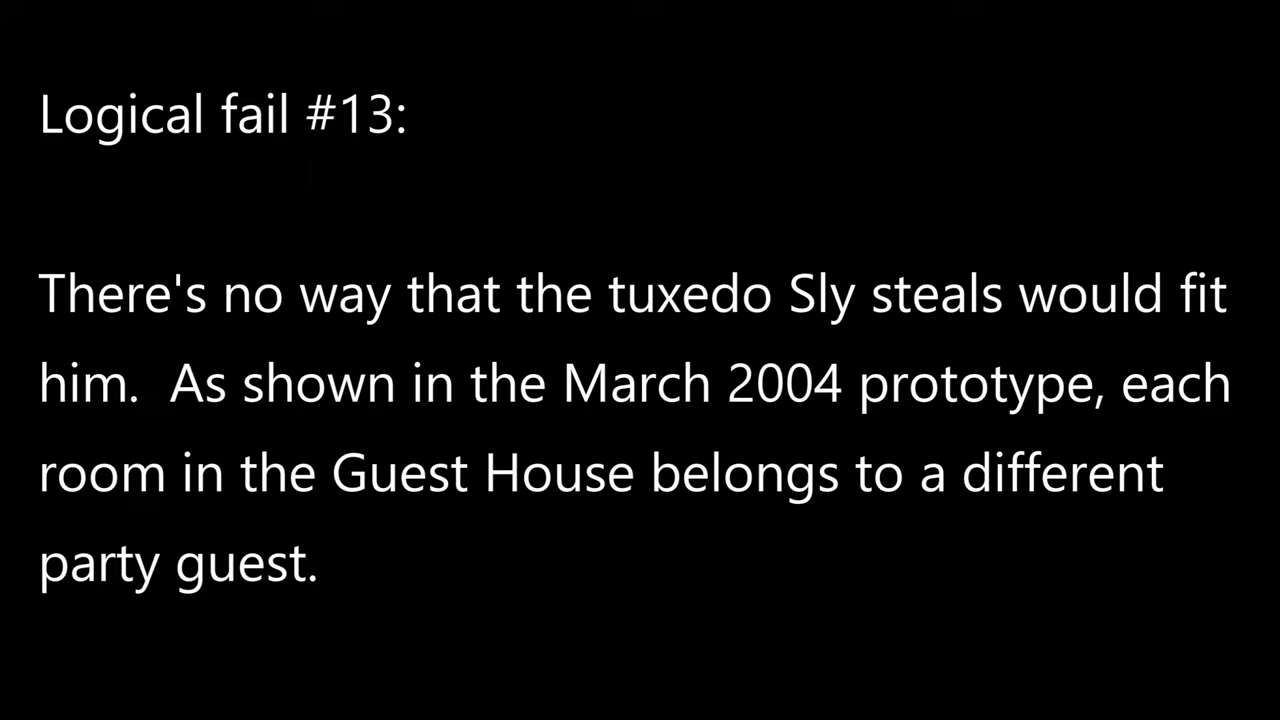 Logical fail #13:
There's no way that the tuxedo Sly steals would fit
him.  As shown in the March 2004 prototype, each
room in the Guest House belongs to a different
party guest.